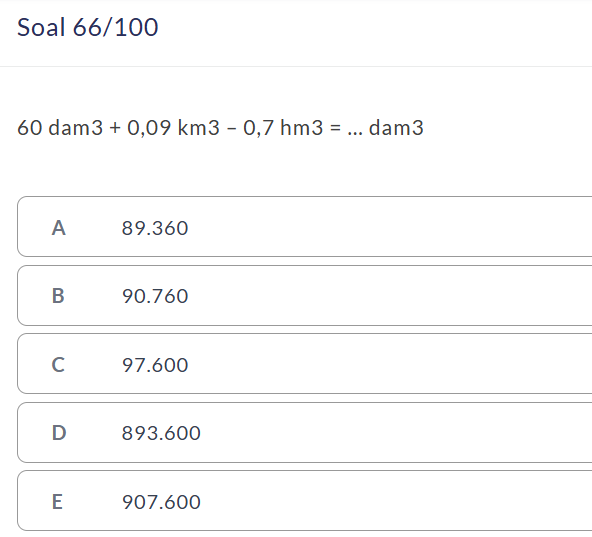 Soal 66/100
60 dam3 + 0,09 km3 – 0,7 hm3 = ... dam3
A 89.360
B 90.760
C 97.600
D 893.600
E 907.600